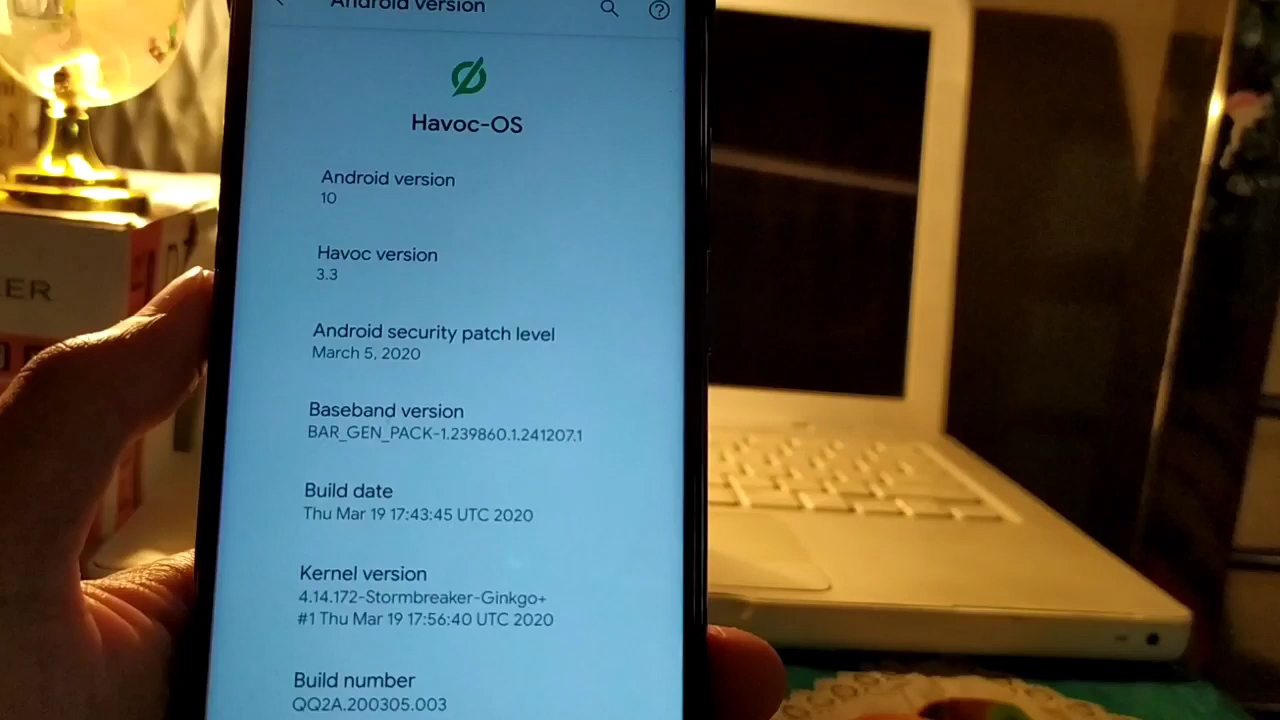 Android version
Havoc-OS
Android version
10
Havoc version
3.3
Android security patch level
March 5, 2020
Baseband version
BAR_GEN_PACK-1.239860.1.241207.1
Build date
Thu Mar 19 17:43:45 UTC 2020
Kernel version
4.14.172-Stormbreaker-Ginkgo+
#1 Thu Mar 19 17:56:40 UTC 2020
Build number
QQ2A.200305.003
ER